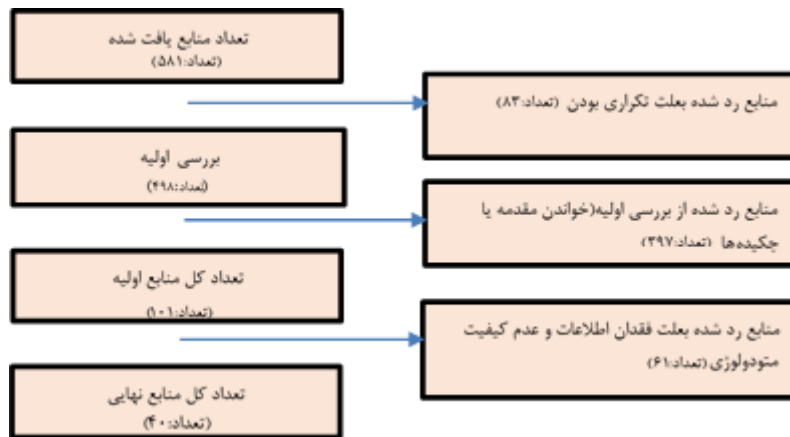 تعداد منابع یافت شده
(تعداد:۵۸۱)
منابع رد شده بعلت تکراری بودن (تعداد:۸۳)
بررسی اولیه
(تعداد:۴۹۸)
منابع رد شده از بررسی اولیه(خواندن مقدمه یا
چکیده‌ها (تعداد:۳۹۷)
تعداد کل منابع اولیه
(تعداد:۱۰۱)
منابع رد شده بعلت فقدان اطلاعات و عدم کیفیت
متودولوژی (تعداد:۶۱)
تعداد کل منابع نهایی
(تعداد:۴۰)